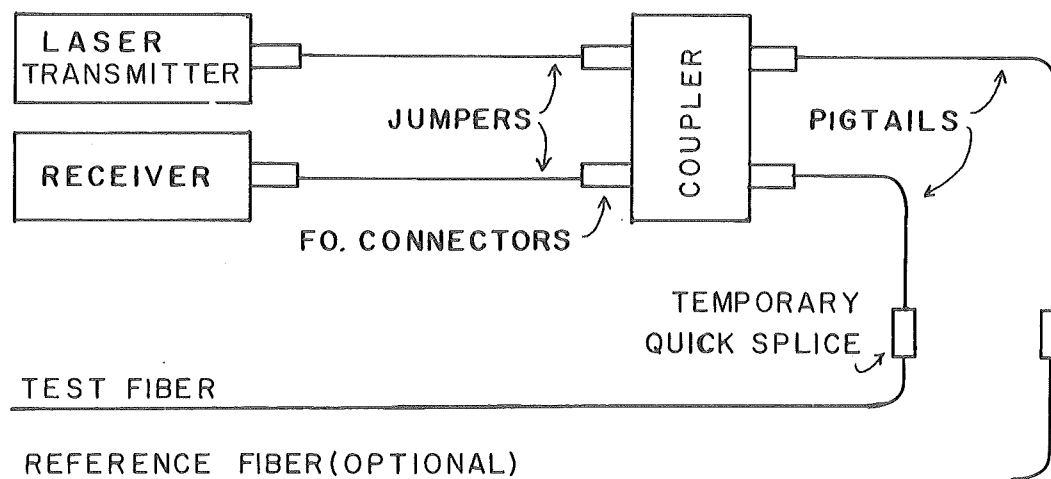 LASER
TRANSMITTER
JUMPERS
COUPLER
PIGTAILS
RECEIVER
FO. CONNECTORS
TEMPORARY
QUICK SPLICE
TEST FIBER
REFERENCE FIBER(OPTIONAL)